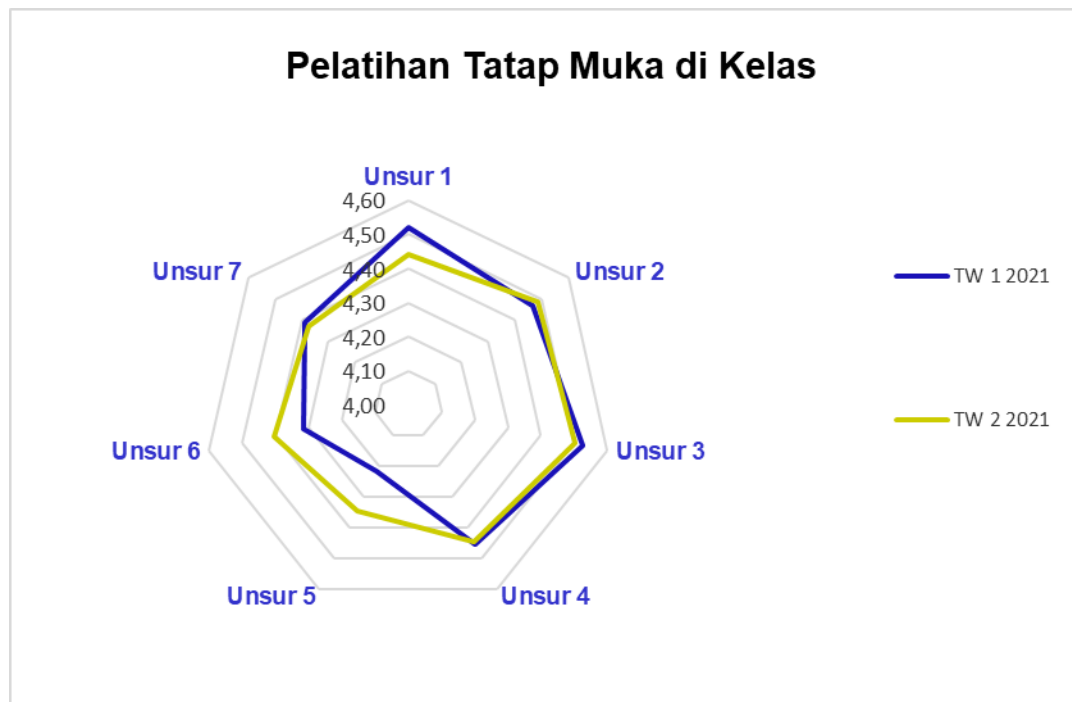 Pelatihan Tatap Muka di Kelas
Unsur 1
4,60
4,50
4,40
4,30
4,20
4,10
4,00
Unsur 2
Unsur 3
Unsur 4
Unsur 5
Unsur 6
Unsur 7
TW 1 2021
TW 2 2021